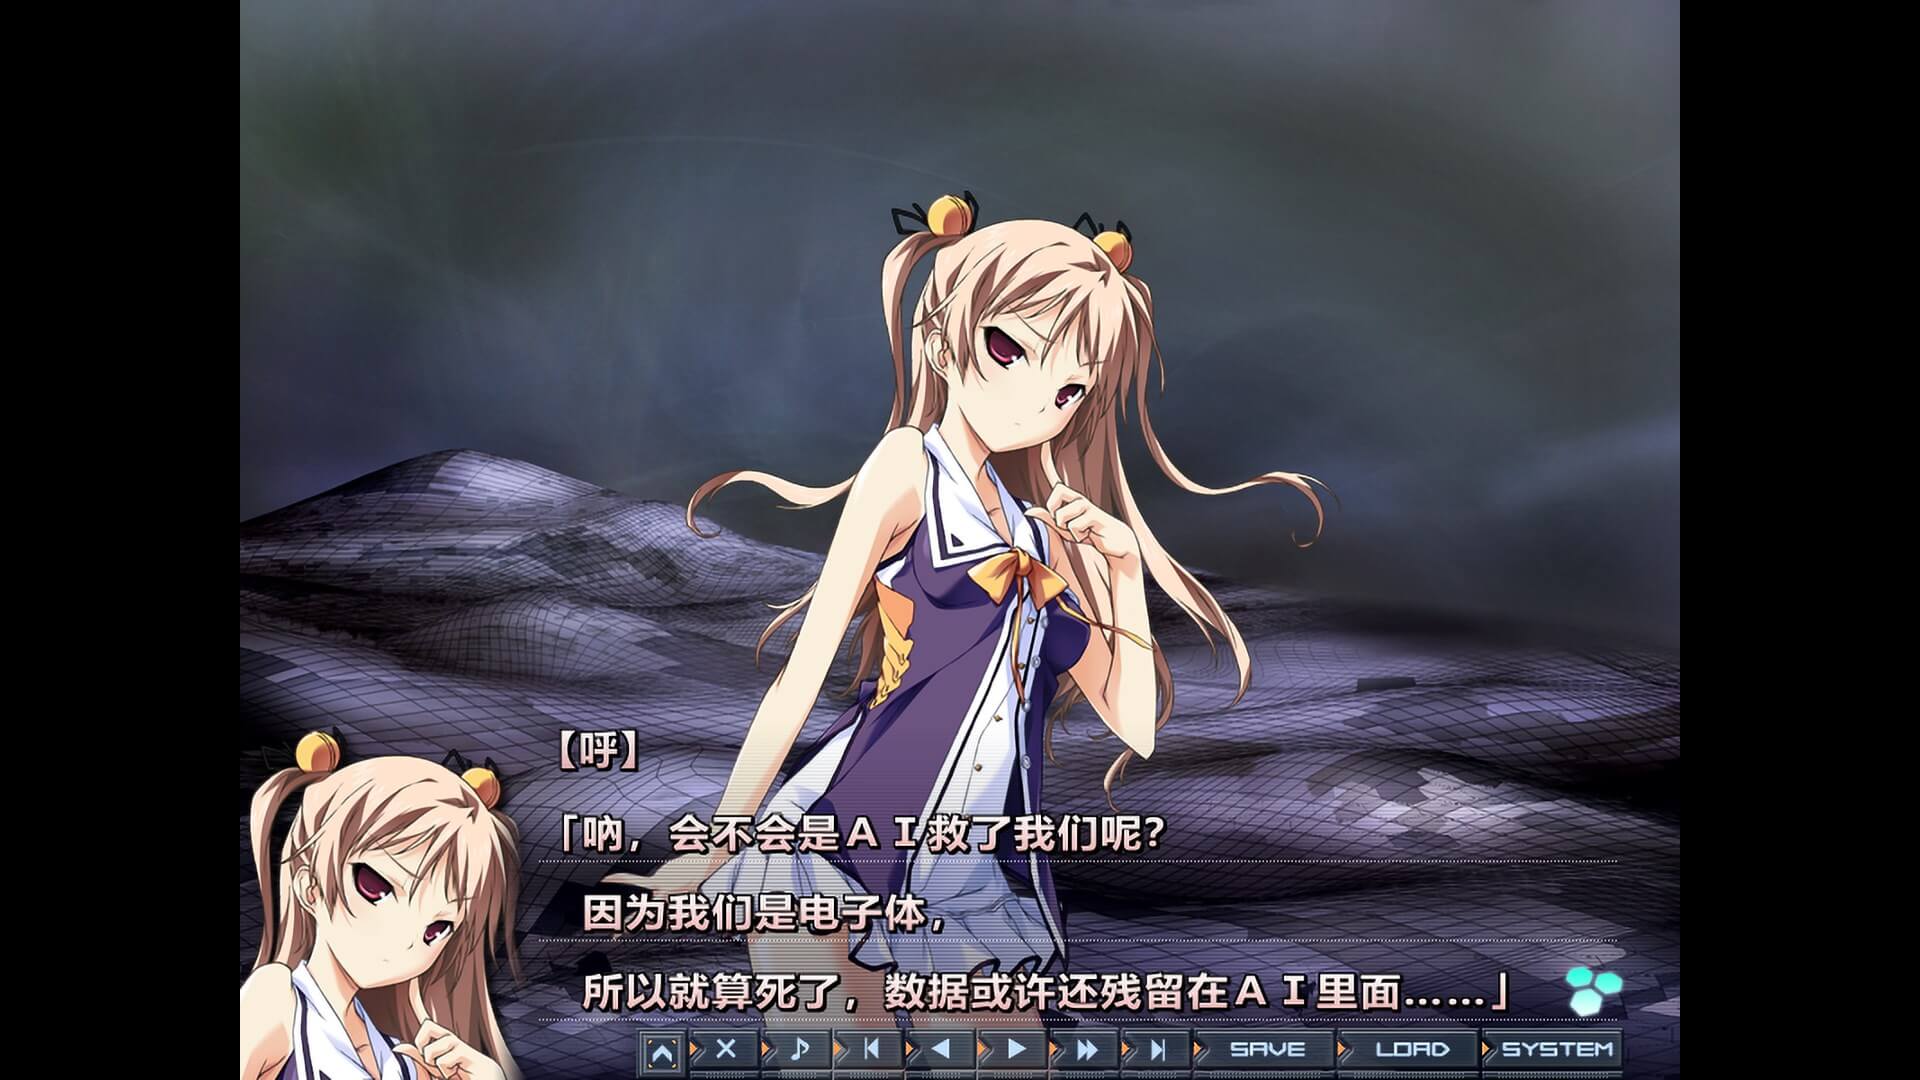 【呼】
「呐，会不会是ＡＩ救了我们呢？
因为我们是电子体，
所以就算死了，数据或许还残留在ＡＩ里面……」
SAVE LOAD SYSTEM